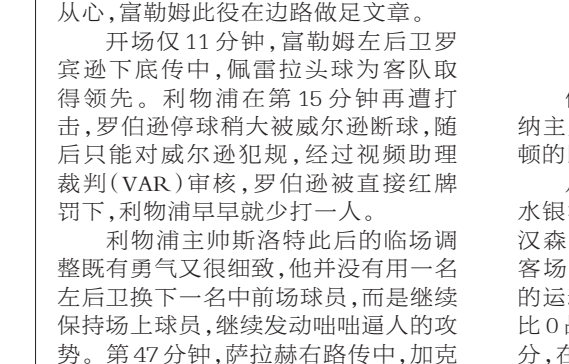 从心,富勒姆此役在边路做足文章。
开场仅11分钟,富勒姆左后卫罗
宾逊下底传中,佩雷拉头球为客队取
得领先。利物浦在第15分钟再遭打
击,罗伯逊停球稍大被威尔逊断球,随
后只能对威尔逊犯规,经过视频助理
裁判(VAR)审核,罗伯逊被直接红牌
罚下,利物浦早早就少打一人。
利物浦主帅斯洛特此后的临场调
整既有勇气又很细致,他并没有用一名
左后卫换下一名中前场球员,而是继续
保持场上球员,继续发动咄咄逼人的攻
势。第47分钟,萨拉赫右路传中,加克
纳主
顿的
水银
汉森
客场
的运
比0
分,在